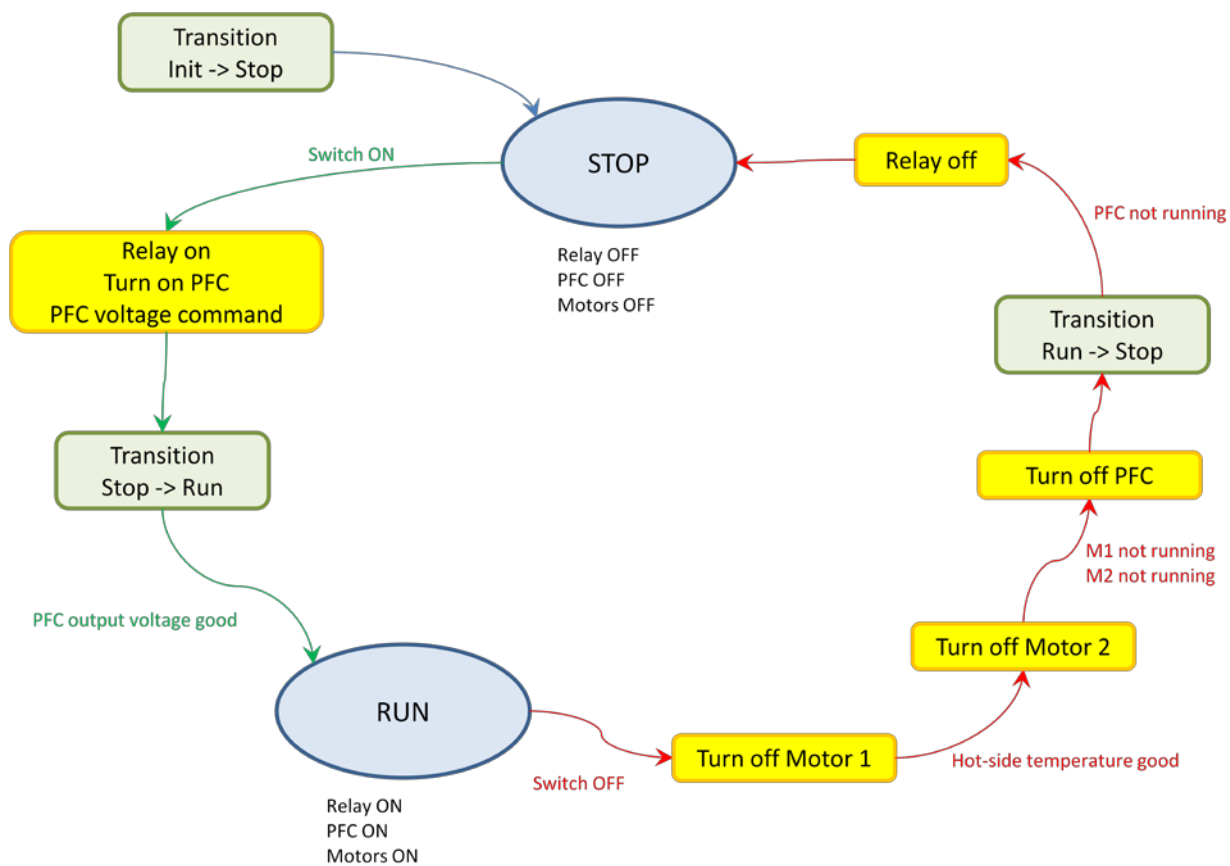 Transition
Init -> Stop
Switch ON
STOP
Relay off
PFC not running
Relay on
Turn on PFC
PFC voltage command
Relay OFF
PFC OFF
Motors OFF
Transition
Run -> Stop
Transition
Stop -> Run
Turn off PFC
M1 not running
M2 not running
PFC output voltage good
Turn off Motor 2
RUN
Switch OFF
Turn off Motor 1
Hot-side temperature good
Relay ON
PFC ON
Motors ON